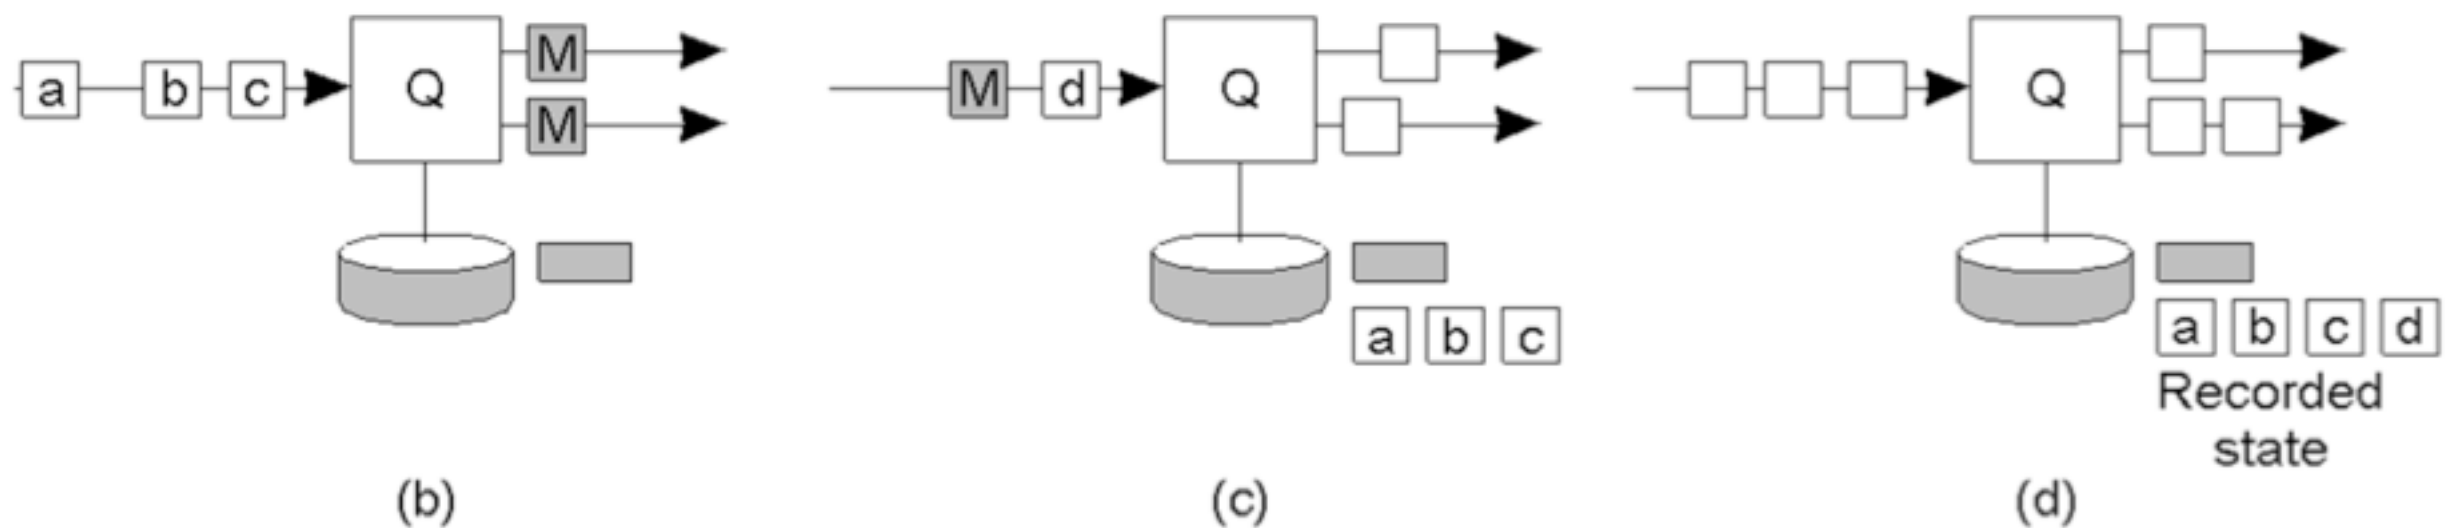 a b c Q M
M
(b)
M d Q
a b c
(c)
Q
a b c d
Recorded
state
(d)